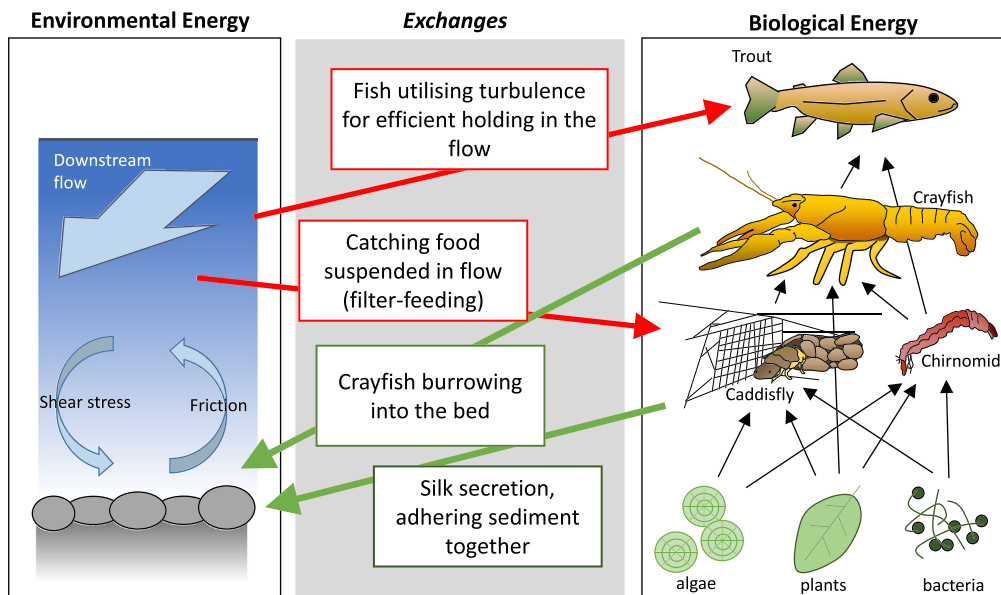 Environmental Energy
Exchanges
Biological Energy
Downstream
flow
Shear stress
Friction
Fish utilising turbulence
for efficient holding in the
flow
Catching food
suspended in flow
(filter-feeding)
Crayfish burrowing
into the bed
Silk secretion,
adhering sediment
together
Trout
Crayfish
Chirnomid
Caddisfly
algae
plants
bacteria